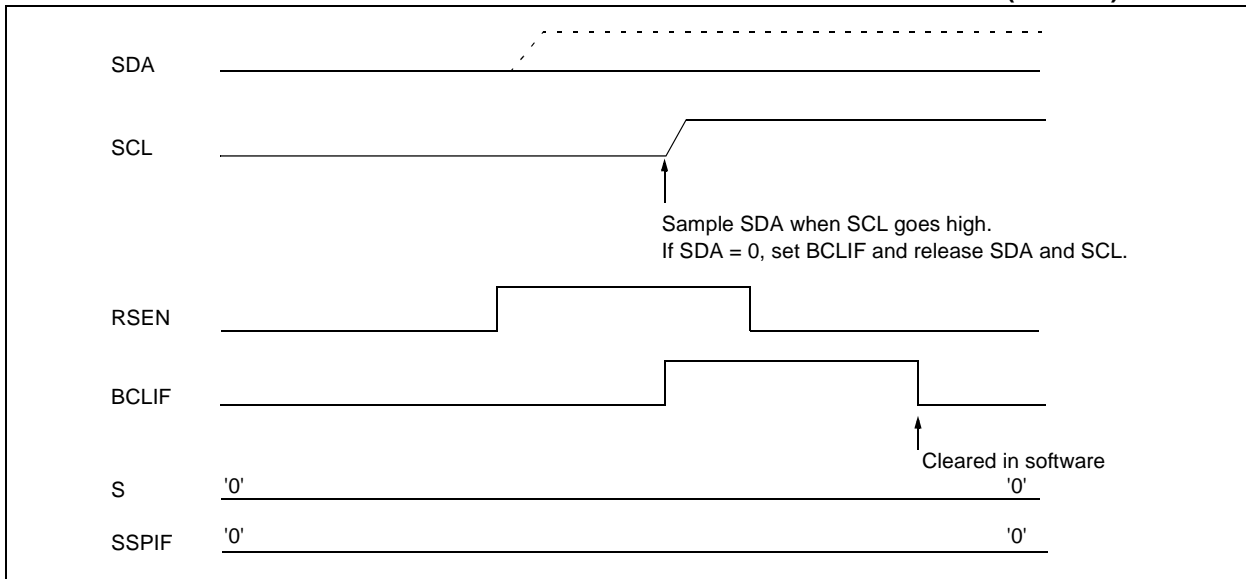 SDA
SCL
Sample SDA when SCL goes high.
If SDA = 0, set BCLIF and release SDA and SCL.
RSEN
BCLIF
Cleared in software
S '0' '0'
SSPIF '0' '0'